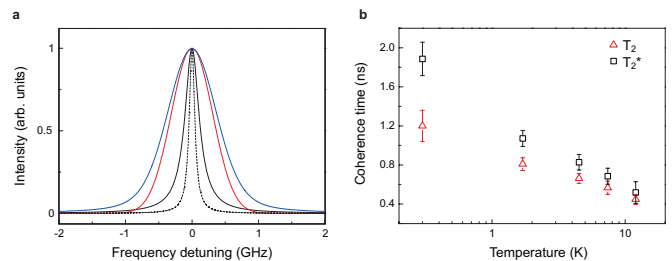 a
Intensity (arb. units)
1
0.5
0
-2
-1
0
1
2
Frequency detuning (GHz)
b
Coherence time (ns)
2.0
1.6
1.2
0.8
0.4
1
10
Temperature (K)
T₂
T₂*